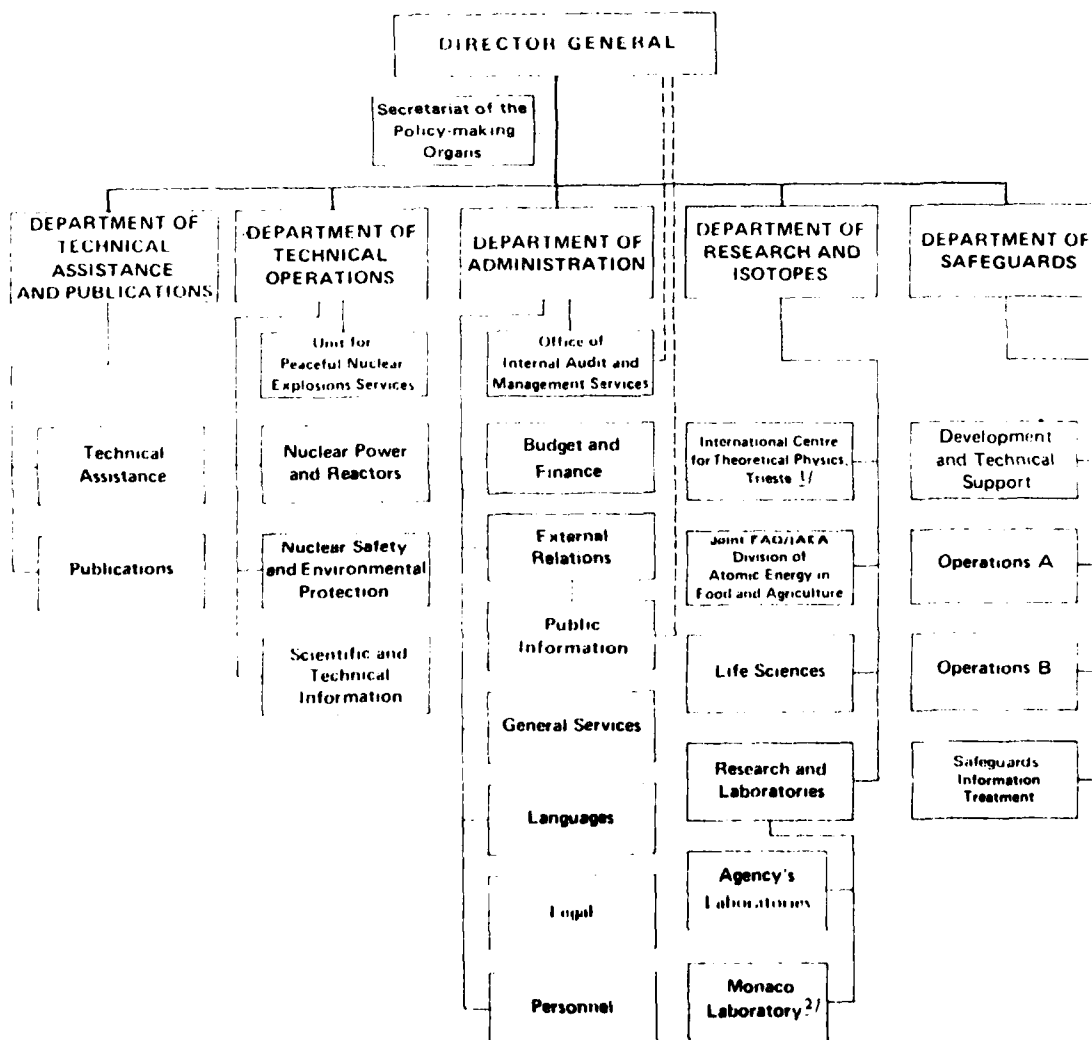 DIRECTOR GENERAL
Secretariat of the
Policy-making
Organs
DEPARTMENT OF
TECHNICAL
ASSISTANCE
AND PUBLICATIONS
Technical
Assistance
Publications
DEPARTMENT OF
TECHNICAL
OPERATIONS
Unit for
Peaceful Nuclear
Explosions Services
Nuclear Power
and Reactors
Nuclear Safety
and Environmental
Protection
Scientific and
Technical
Information
DEPARTMENT OF
ADMINISTRATION
Office of
Internal Audit and
Management Services
Budget and
Finance
External
Relations
Public
Information
General Services
Languages
Legal
Personnel
DEPARTMENT OF
RESEARCH AND
ISOTOPES
International Centre
for Theoretical Physics,
Trieste 1/
Joint FAO/IAEA
Division of
Atomic Energy in
Food and Agriculture
Life Sciences
Research and
Laboratories
Agency's
Laboratories
Monaco
Laboratory 2/
DEPARTMENT OF
SAFEGUARDS
Development
and Technical
Support
Operations A
Operations B
Safeguards
Information
Treatment